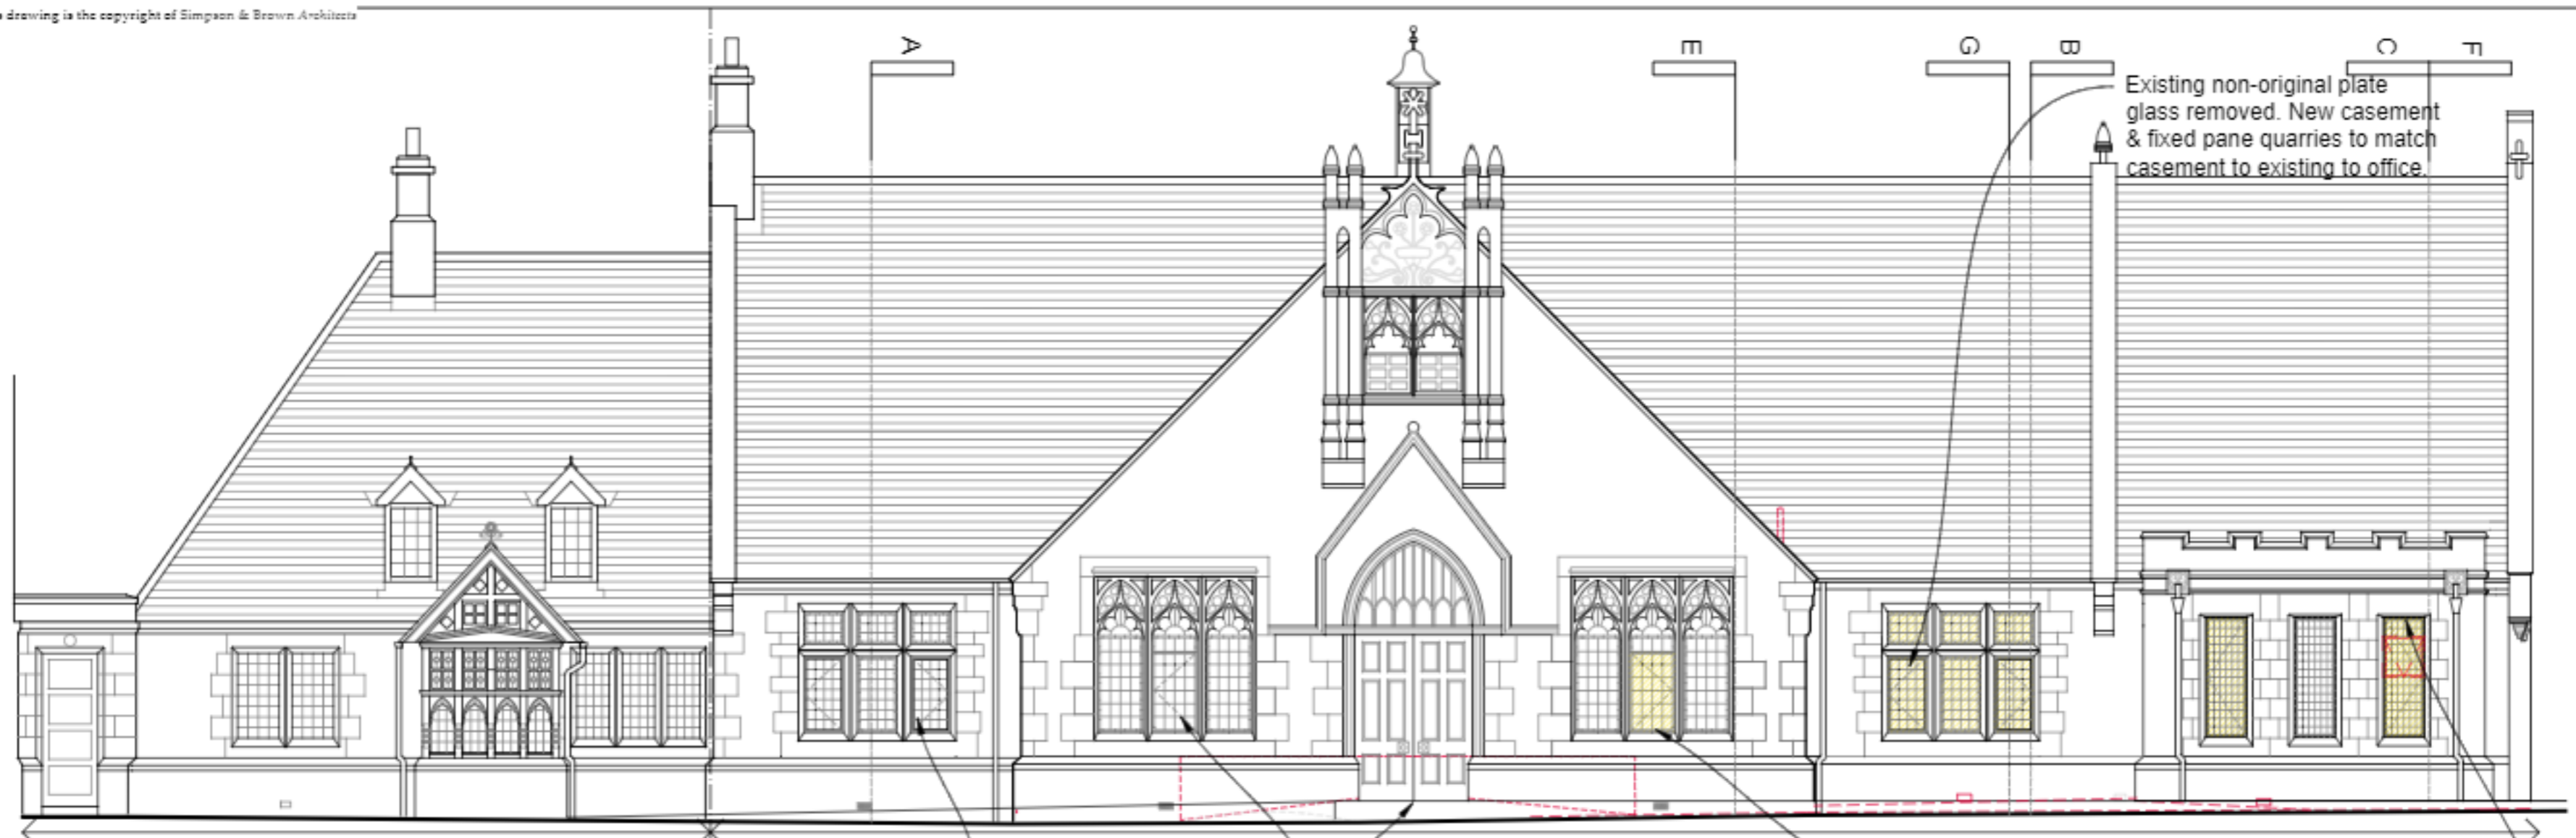 s drawing is the copyright of Simpson & Brown Architects
A
E
G
B
C
F
Existing non-original plate
glass removed. New casement
& fixed pane quarries to match
casement to existing to office.